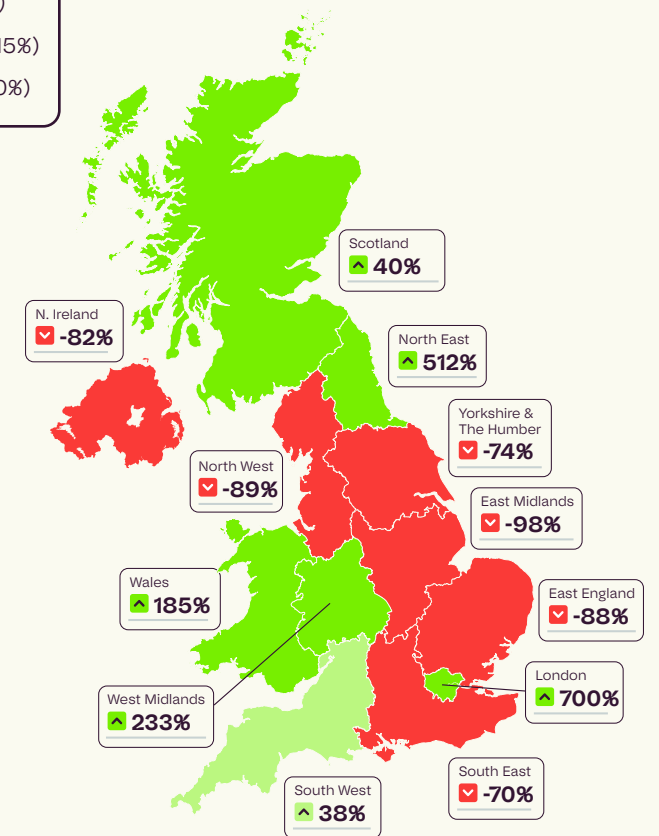 )
15%)
0%)
Scotland
40%
N. Ireland
-82%
North East
512%
Yorkshire &
The Humber
-74%
North West
-89%
East Midlands
-98%
Wales
185%
East England
-88%
London
700%
West Midlands
233%
South East
-70%
South West
38%